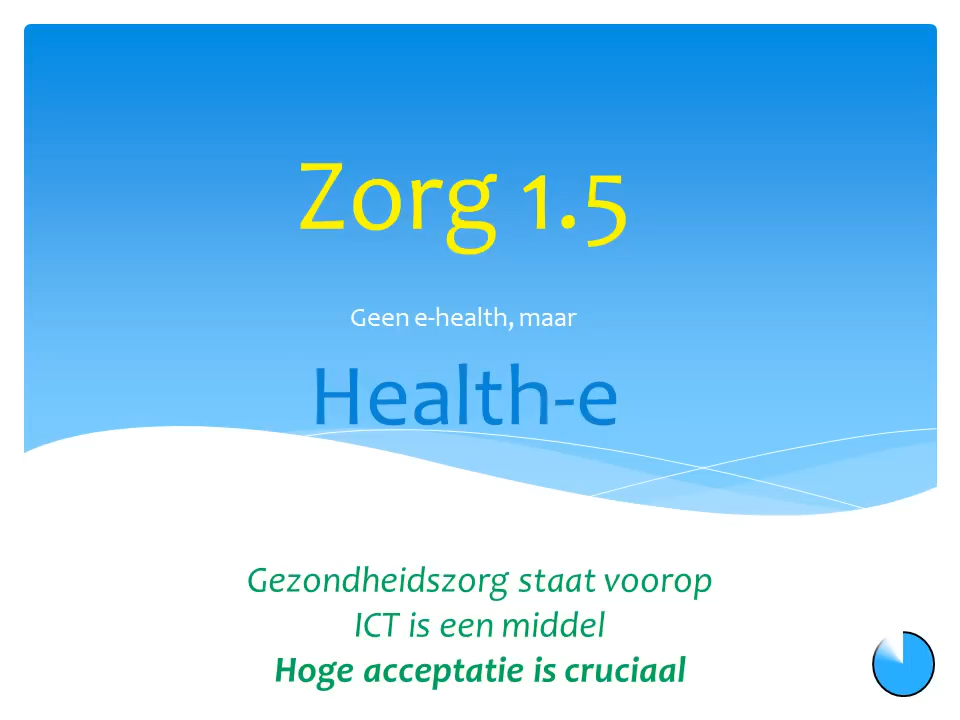 Zorg 1.5
Geen e-health, maar
Health-e
Gezondheidszorg staat voorop
ICT is een middel
Hoge acceptatie is cruciaal